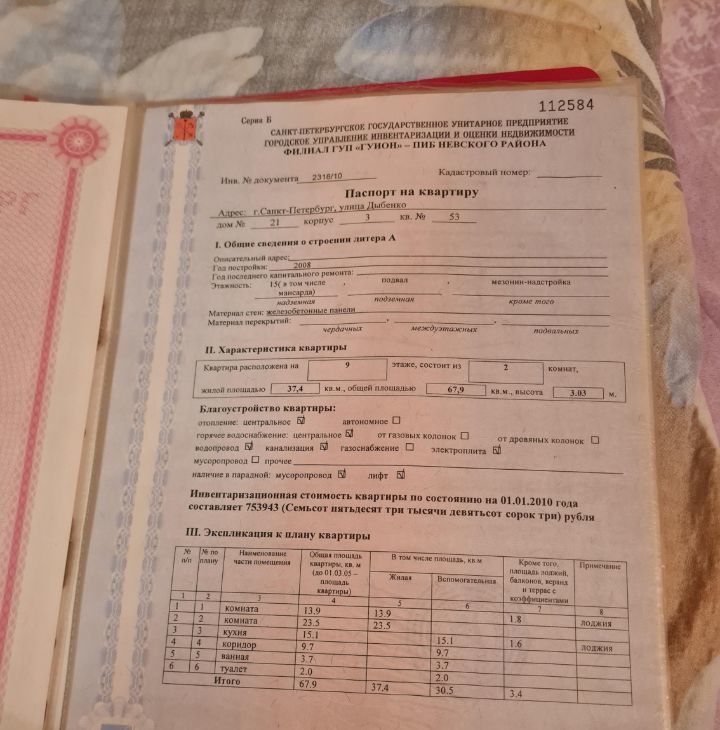 112584
Серия Б
САНКТ-ПЕТЕРБУРГСКОЕ ГОСУДАРСТВЕННОЕ УНИТАРНОЕ ПРЕДПРИЯТИЕ
ГОРОДСКОЕ УПРАВЛЕНИЕ ИНВЕНТАРИЗАЦИИ И ОЦЕНКИ НЕДВИЖИМОСТИ
ФИЛИАЛ ГУП «ГУИОН» – ПИБ НЕВСКОГО РАЙОНА
Инв. № документа 2318/10 Кадастровый номер:
Паспорт на квартиру
Адрес: г.Санкт-Петербург, улица Дыбенко
дом № 21 корпус 3 кв. № 53
I. Общие сведения о строении литера А
Описательный адрес:
Год постройки: 2008
Год последнего капитального ремонта:
Этажность: 15( в том числе , подвал , мезонин-надстройка
мансарда)
надземная подземная кроме того
Материал стен: железобетонные панели
Материал перекрытий: , ,
чердачных междуэтажных подвальных
II. Характеристика квартиры
Квартира расположена на 9 этаже, состоит из 2 комнат,
жилой площадью 37,4 кв.м., общей площадью 67,9 кв.м., высота 3.03 м.
Благоустройство квартиры:
отопление: центральное ☑ автономное ☐
горячее водоснабжение: центральное ☑ от газовых колонок ☐ от дровяных колонок ☐
водопровод ☑ канализация ☑ газоснабжение ☐ электроплита ☑
мусоропровод ☐ прочее
наличие в парадной: мусоропровод ☑ лифт ☑
Инвентаризационная стоимость квартиры по состоянию на 01.01.2010 года
составляет 753943 (Семьсот пятьдесят три тысячи девятьсот сорок три) рубля
III. Экспликация к плану квартиры
№ п/п № по плану Наименование части помещения Общая площадь квартиры, кв. м (до 01.03.05 – площадь квартиры) В том числе площадь, кв.м Жилая Вспомогательная Кроме того, площадь лоджий, балконов, веранд и террас с коэффициентами Примечание
1 2 3 4 5 6 7 8
1 1 комната 13.9 13.9
2 2 комната 23.5 23.5 1.8 лоджия
3 3 кухня 15.1 15.1
4 4 коридор 9.7 9.7 1.6 лоджия
5 5 ванная 3.7 3.7
6 6 туалет 2.0 2.0
Итого 67.9 37.4 30.5 3.4